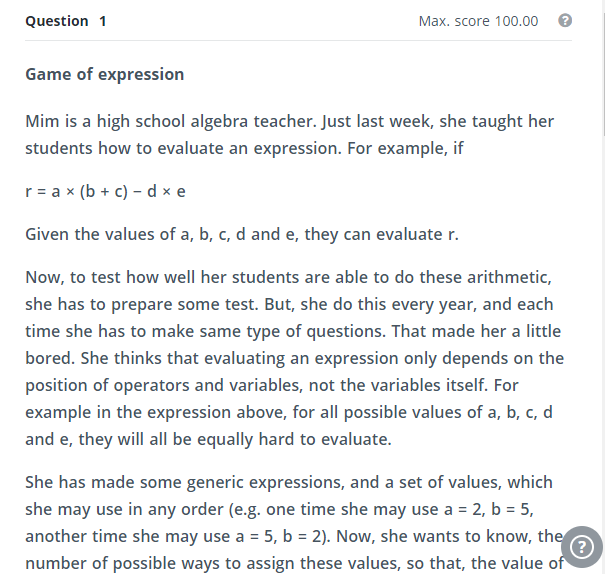 Question 1
Max. score 100.00 ?
Game of expression
Mim is a high school algebra teacher. Just last week, she taught her
students how to evaluate an expression. For example, if
r = a × (b + c) − d × e
Given the values of a, b, c, d and e, they can evaluate r.
Now, to test how well her students are able to do these arithmetic,
she has to prepare some test. But, she do this every year, and each
time she has to make same type of questions. That made her a little
bored. She thinks that evaluating an expression only depends on the
position of operators and variables, not the variables itself. For
example in the expression above, for all possible values of a, b, c, d
and e, they will all be equally hard to evaluate.
She has made some generic expressions, and a set of values, which
she may use in any order (e.g. one time she may use a = 2, b = 5,
another time she may use a = 5, b = 2). Now, she wants to know, the
number of possible ways to assign these values, so that, the value of
?